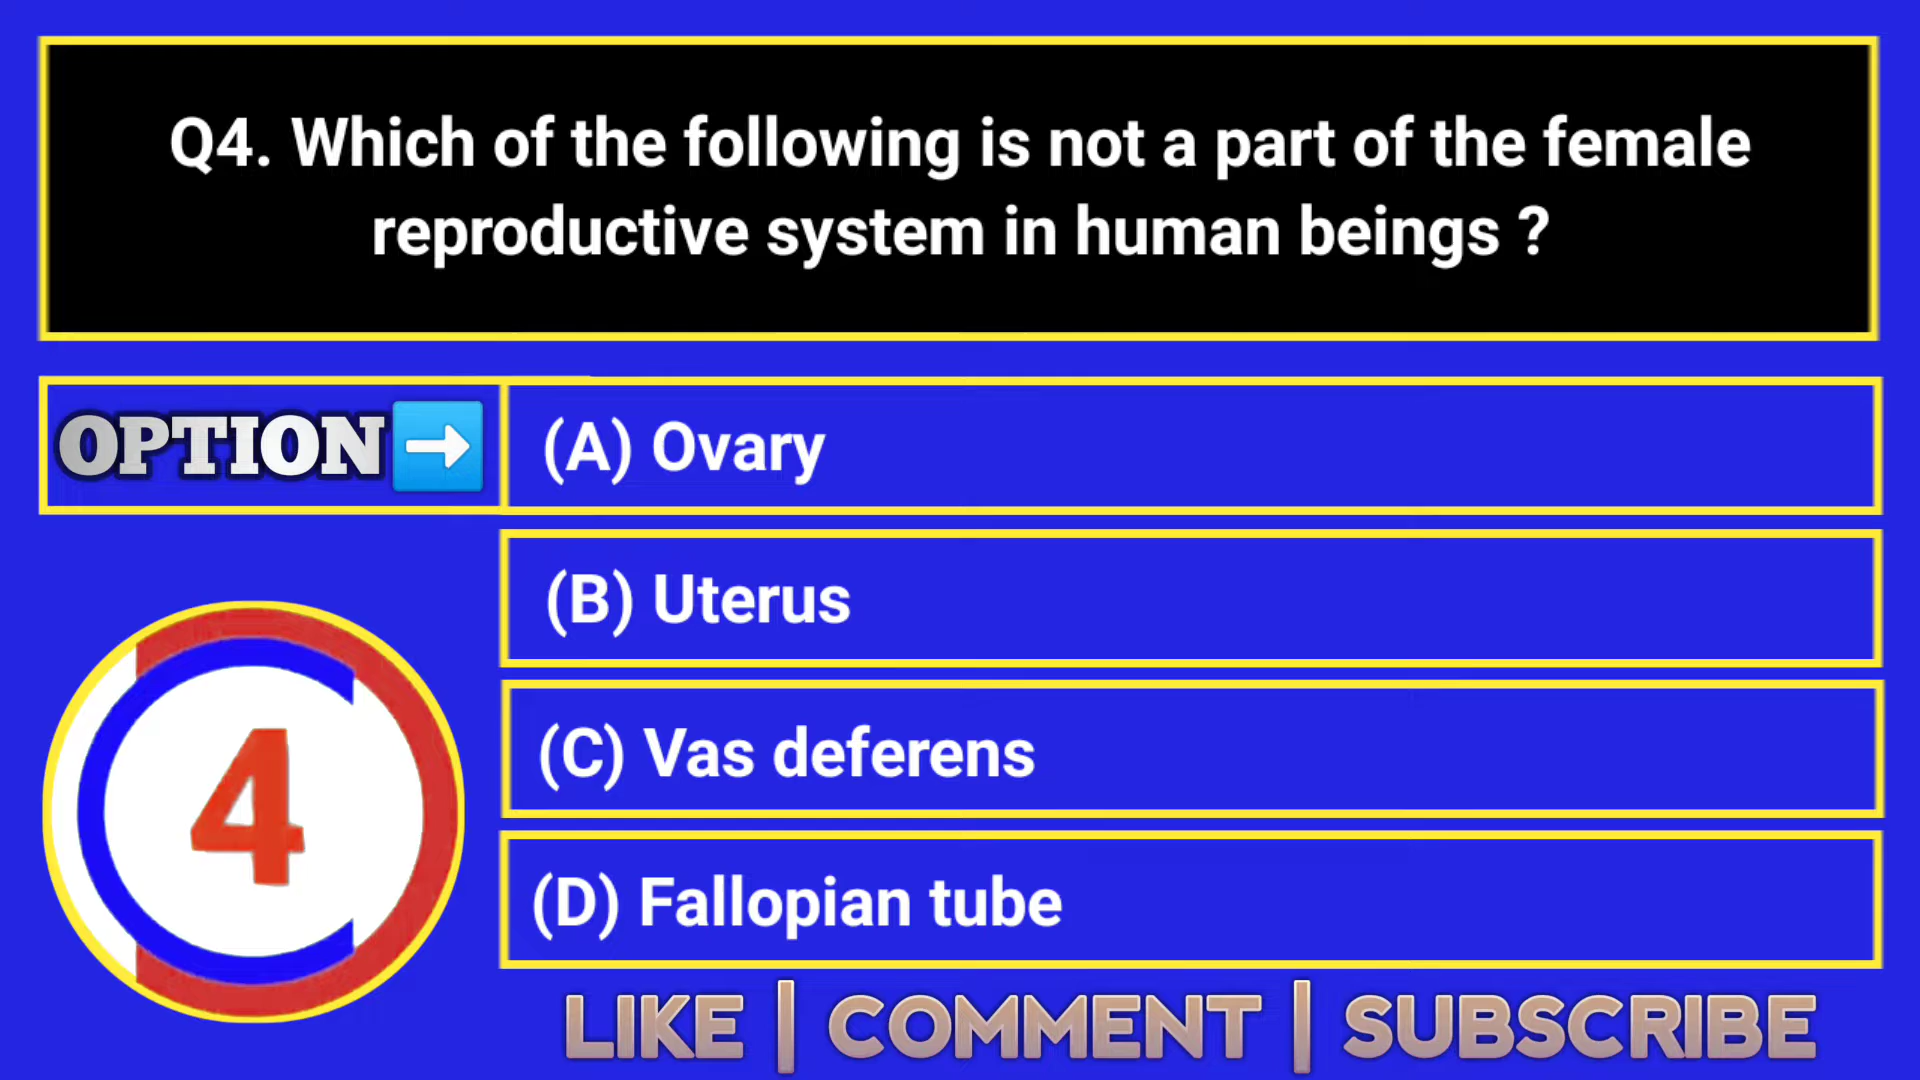 Q4. Which of the following is not a part of the female
reproductive system in human beings ?
OPTION➡
(A) Ovary
(B) Uterus
(C) Vas deferens
(D) Fallopian tube
4
LIKE | COMMENT | SUBSCRIBE